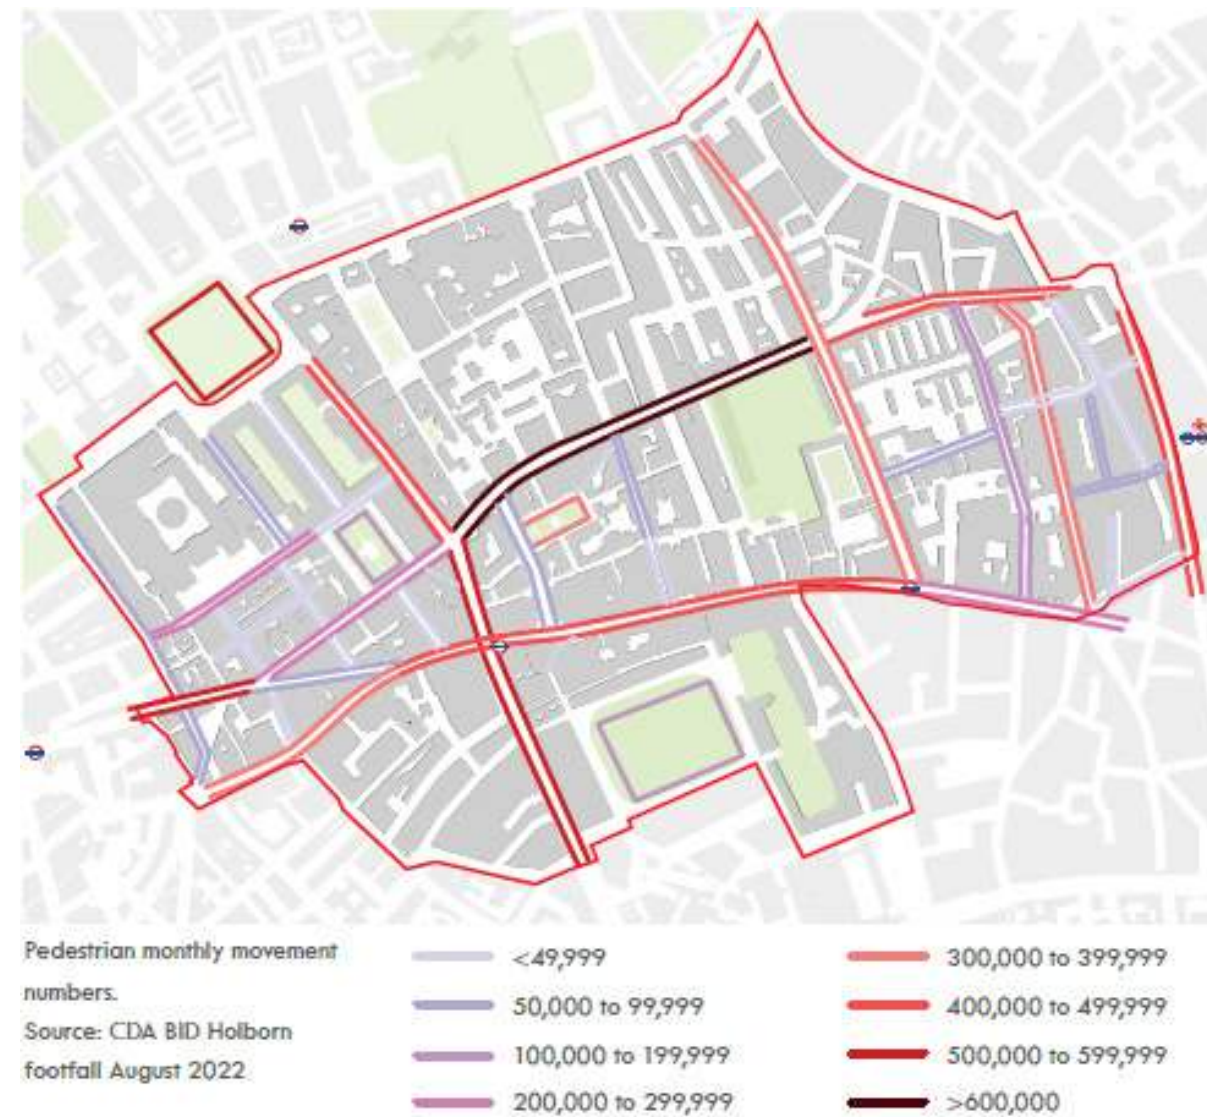 Pedestrian monthly movement
numbers.
Source: CDA BID Holborn
footfall August 2022
<49,999
50,000 to 99,999
100,000 to 199,999
200,000 to 299,999
300,000 to 399,999
400,000 to 499,999
500,000 to 599,999
>600,000